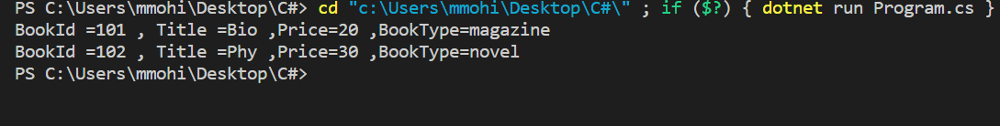 PS C:\Users\mmohi\Desktop\C#> cd "c:\Users\mmohi\Desktop\C#\" ; if ($?) { dotnet run Program.cs }
BookId =101 , Title =Bio ,Price=20 ,BookType=magazine
BookId =102 , Title =Phy ,Price=30 ,BookType=novel
PS C:\Users\mmohi\Desktop\C#>